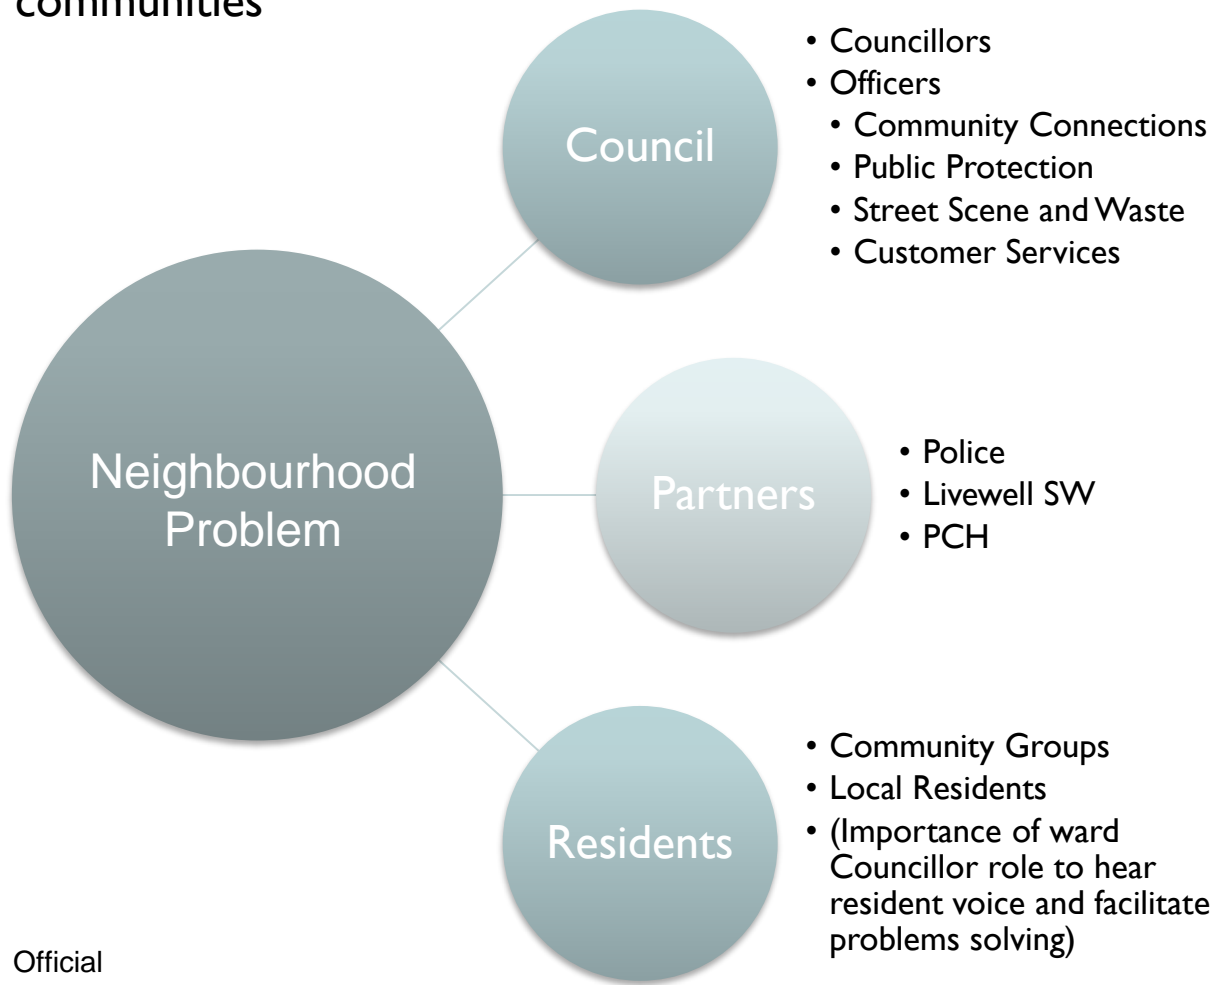 communities
Council
• Councillors
• Officers
• Community Connections
• Public Protection
• Street Scene and Waste
• Customer Services
Neighbourhood
Problem
Partners
• Police
• Livewell SW
• PCH
Residents
• Community Groups
• Local Residents
• (Importance of ward
Councillor role to hear
resident voice and facilitate
problems solving)
Official